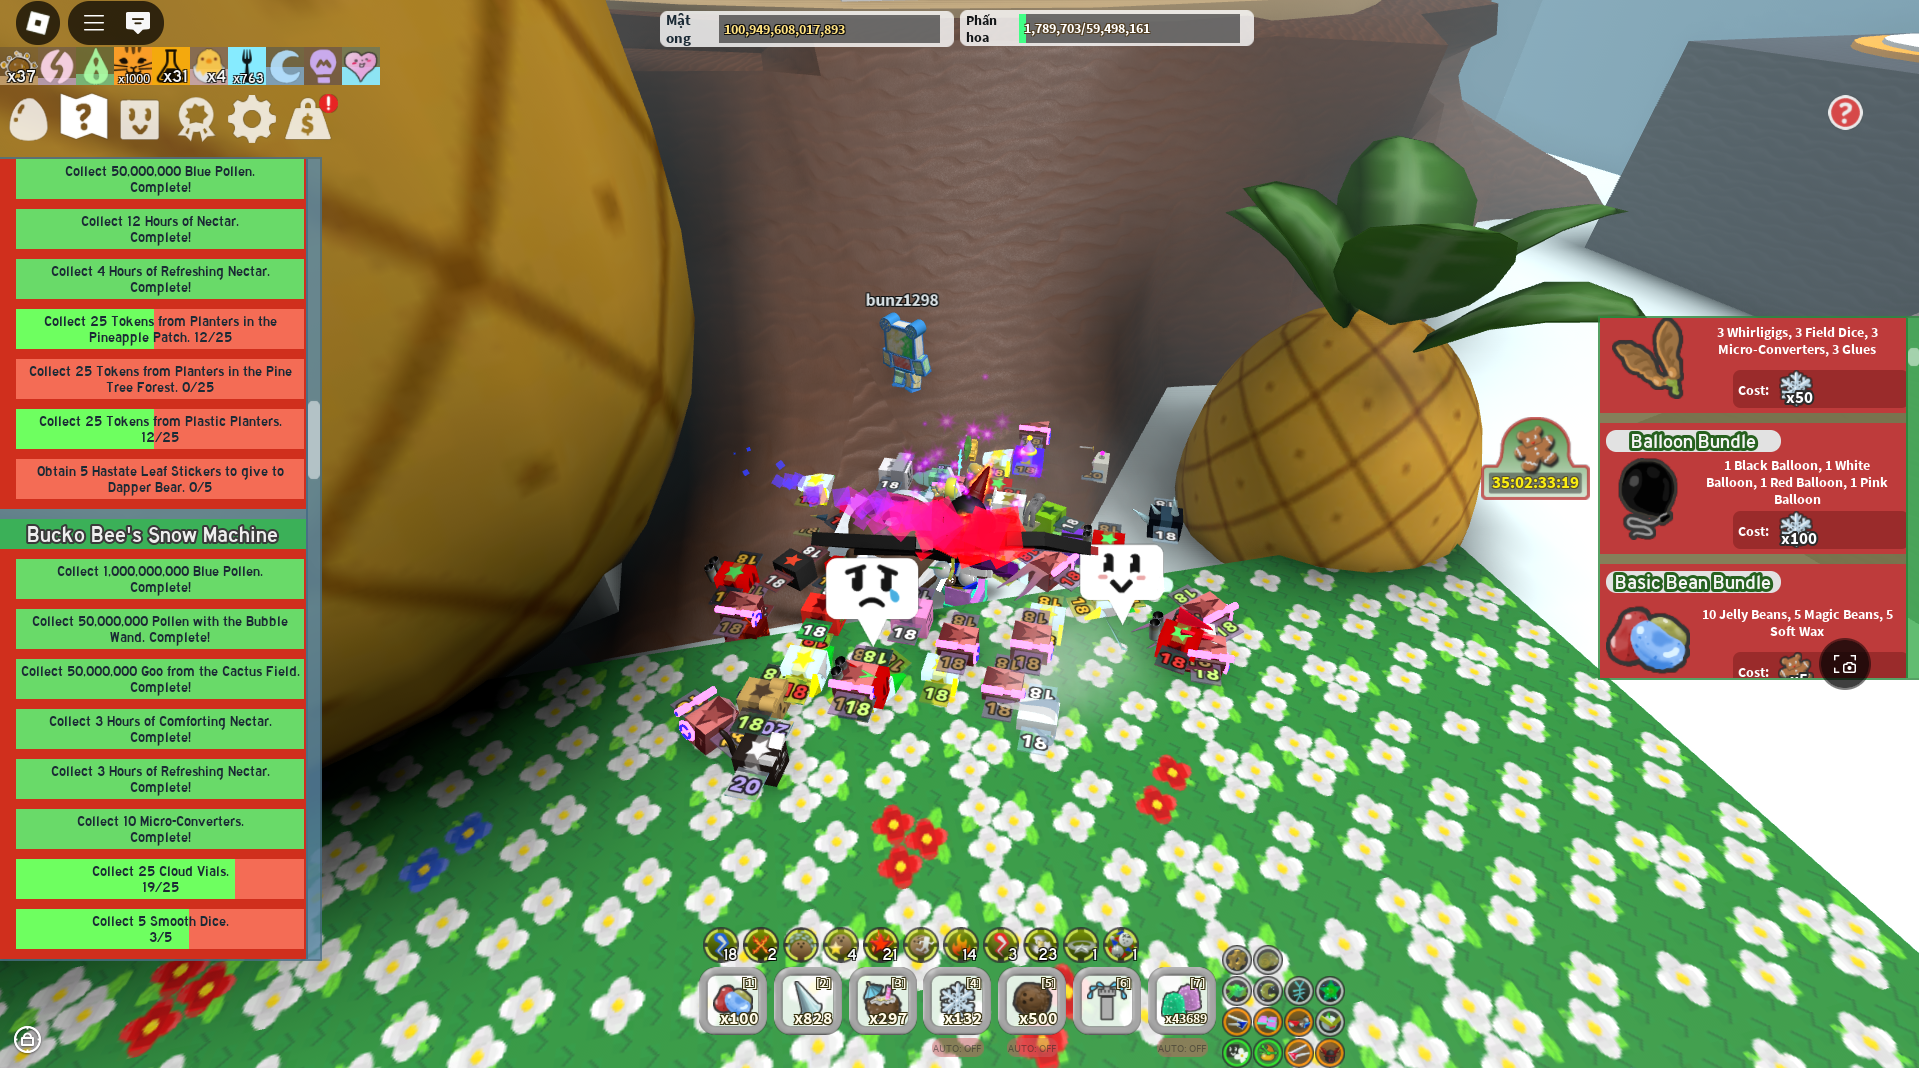 Mật
ong
100,949,608,017,893
Phấn
hoa
1,789,703/59,498,161
x37
x1000
x31
x4
x763
Collect 50,000,000 Blue Pollen.
Complete!
Collect 12 Hours of Nectar.
Complete!
Collect 4 Hours of Refreshing Nectar.
Complete!
Collect 25 Tokens from Planters in the
Pineapple Patch. 12/25
Collect 25 Tokens from Planters in the Pine
Tree Forest. 0/25
Collect 25 Tokens from Plastic Planters.
12/25
Obtain 5 Hastate Leaf Stickers to give to
Dapper Bear. 0/5
Bucko Bee's Snow Machine
Collect 1,000,000,000 Blue Pollen.
Complete!
Collect 50,000,000 Pollen with the Bubble
Wand. Complete!
Collect 50,000,000 Goo from the Cactus Field.
Complete!
Collect 3 Hours of Comforting Nectar.
Complete!
Collect 3 Hours of Refreshing Nectar.
Complete!
Collect 10 Micro-Converters.
Complete!
Collect 25 Cloud Vials.
19/25
Collect 5 Smooth Dice.
3/5
bunz1298
35:02:33:19
3 Whirligigs, 3 Field Dice, 3
Micro-Converters, 3 Glues
Cost:
x50
Balloon Bundle
1 Black Balloon, 1 White
Balloon, 1 Red Balloon, 1 Pink
Balloon
Cost:
x100
Basic Bean Bundle
10 Jelly Beans, 5 Magic Beans, 5
Soft Wax
Cost:
18
18
18
18
18
18
18
18
18
18
20
18 2 4 21 14 3 23 1 1
[1] [2] [3] [4] [5] [6] [7]
x100 x828 x297 x132 x500 x43689
AUTO: OFF AUTO: OFF AUTO: OFF